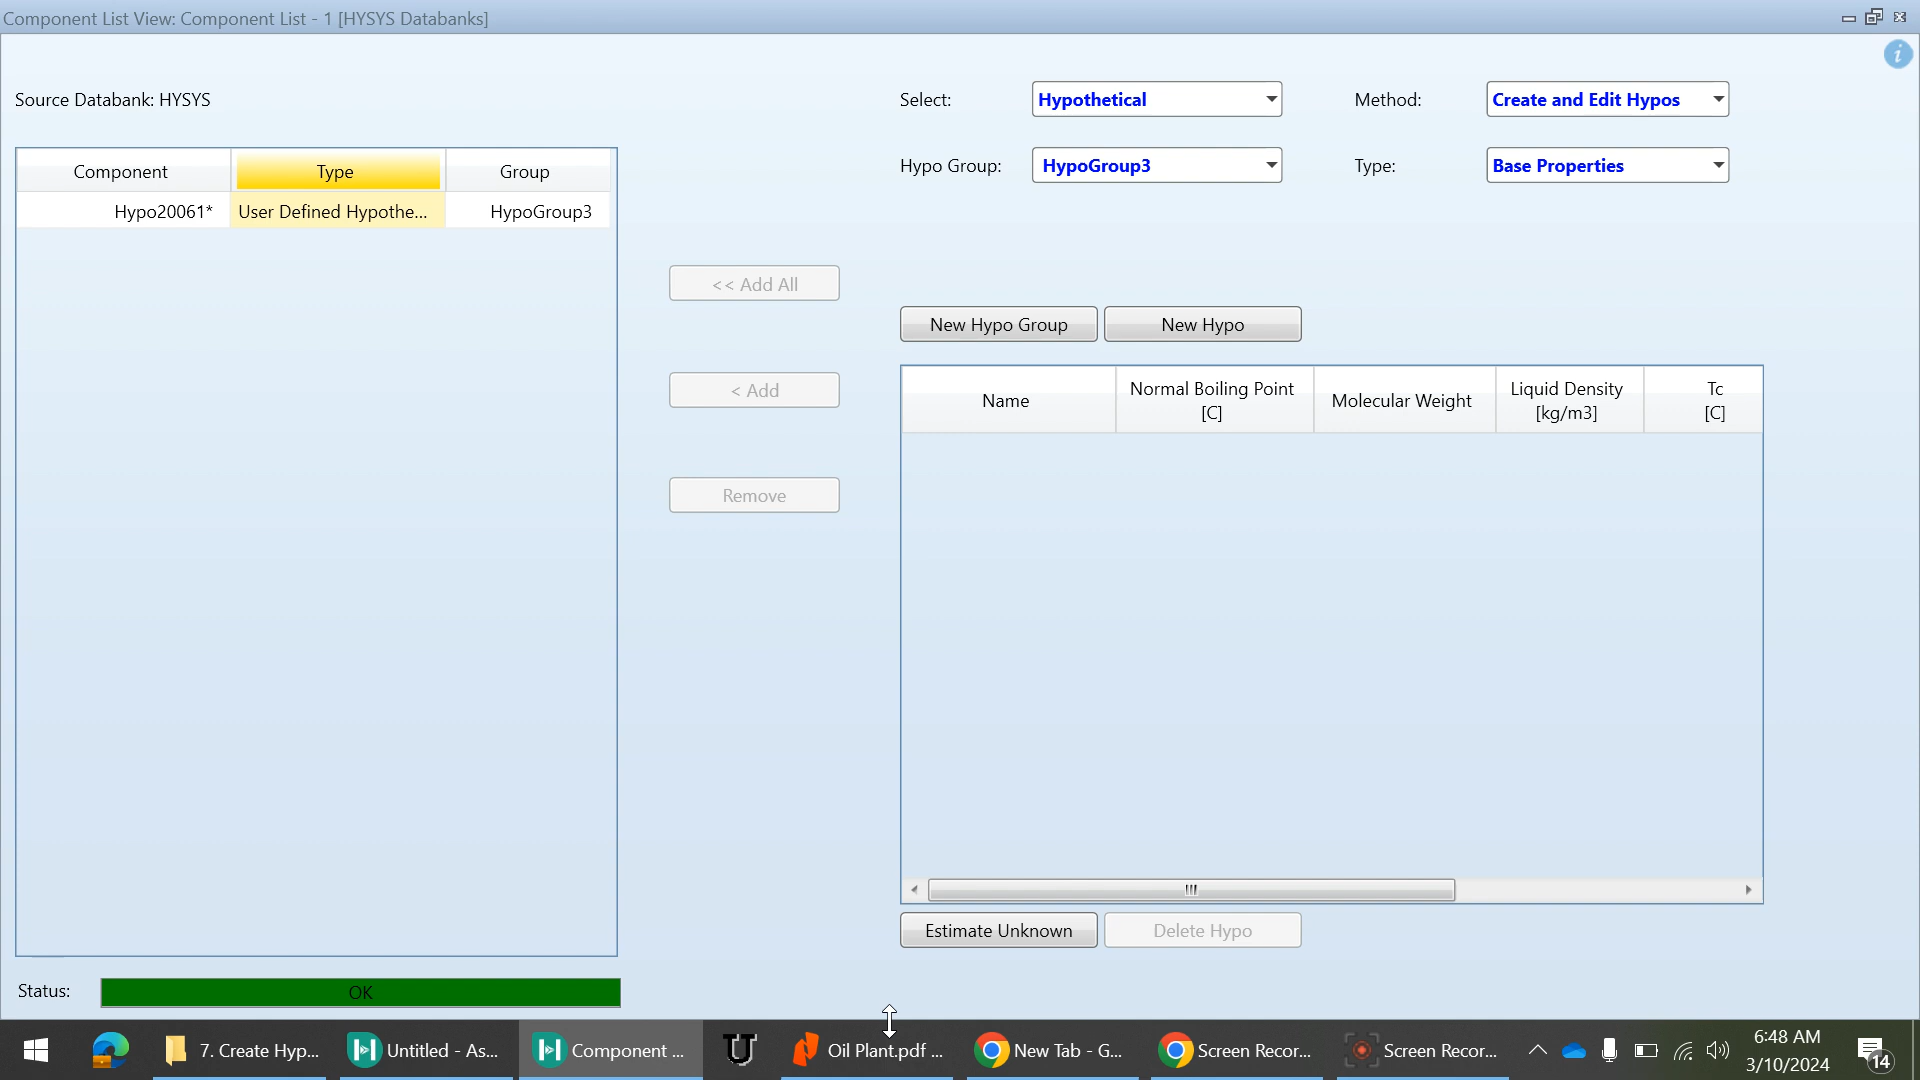 Component List View: Component List - 1 [HYSYS Databanks]
Source Databank: HYSYS
Select:
Hypothetical
Method:
Create and Edit Hypos
Hypo Group:
HypoGroup3
Type:
Base Properties
Component
Type
Group
Hypo20061*
User Defined Hypothe...
HypoGroup3
<< Add All
< Add
Remove
New Hypo Group
New Hypo
Name
Normal Boiling Point
[C]
Molecular Weight
Liquid Density
[kg/m3]
Tc
[C]
Estimate Unknown
Delete Hypo
Status:
OK
7. Create Hyp...
Untitled - As...
Component ...
Oil Plant.pdf ...
New Tab - G...
Screen Recor...
Screen Recor...
6:48 AM
3/10/2024
14